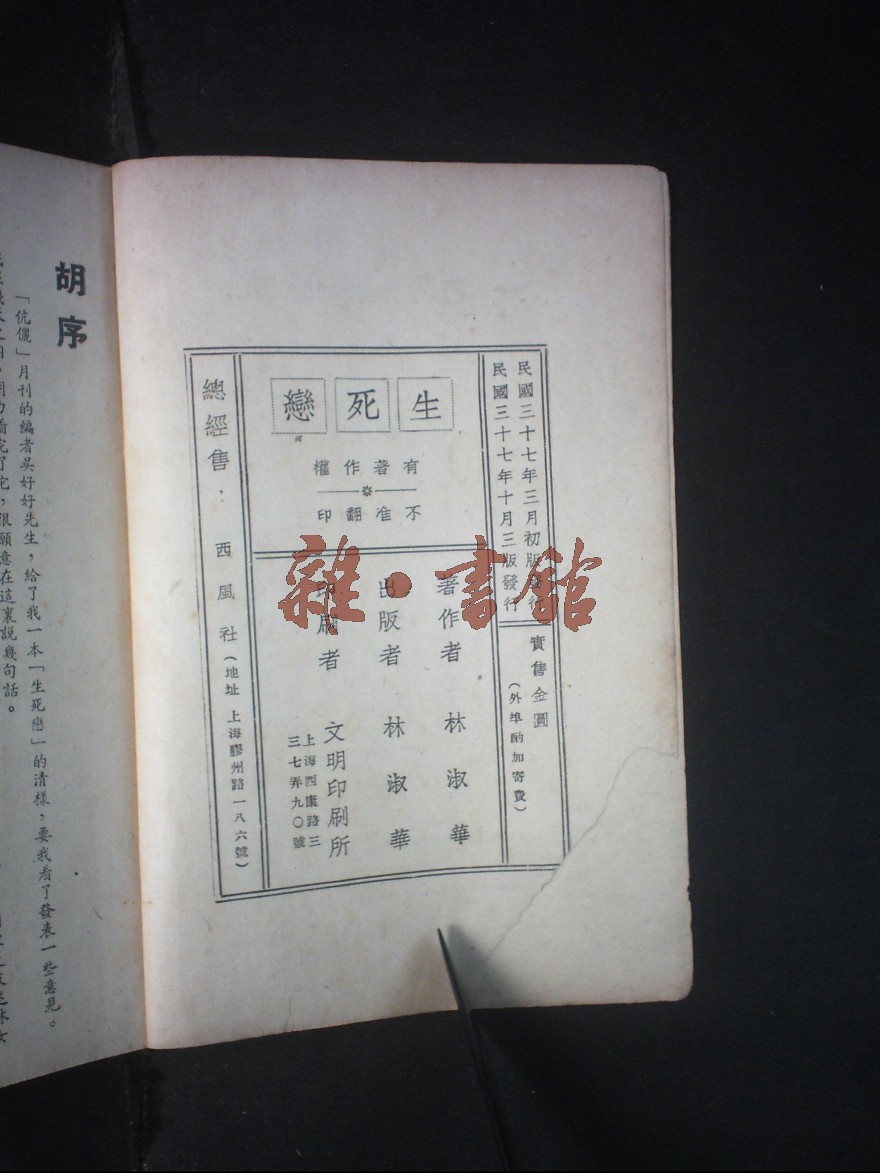 民國三十七年三月初版發行
民國三十七年十月三版發行
實售金圓
(外埠酌加寄費)
生死戀
有著作權
不准翻印
著作者 林淑華
出版者 林淑華
印刷者 文明印刷所
上海西康路三
三七弄九〇號
總經售: 西風社 (地址 上海膠州路一八六號)
雜·書館
胡序
「伉儷」月刊的編者吳好好先生,給了我一本「生死戀」的清樣,要我看了發表一些意見。
看完了它,很願意在這裏說幾句話。